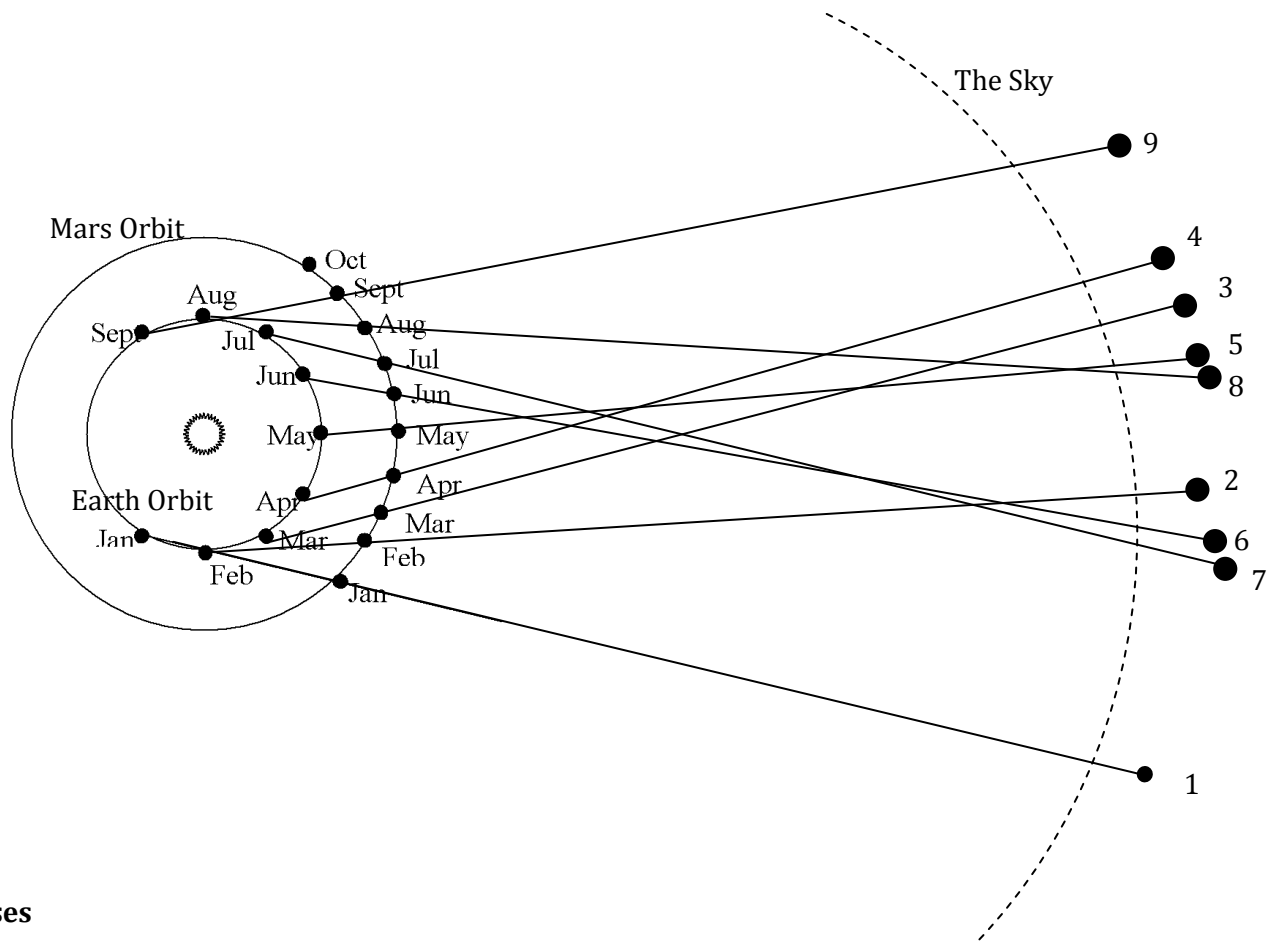 The Sky
9
Mars Orbit
4
Oct
3
Sept
Aug
Aug
Sept
Jul
5
Jul
8
Jun
Jun
May
May
2
Apr
Earth Orbit
Apr
Mar
6
Jan
Mar
Feb
7
Feb
Jan
1
ses